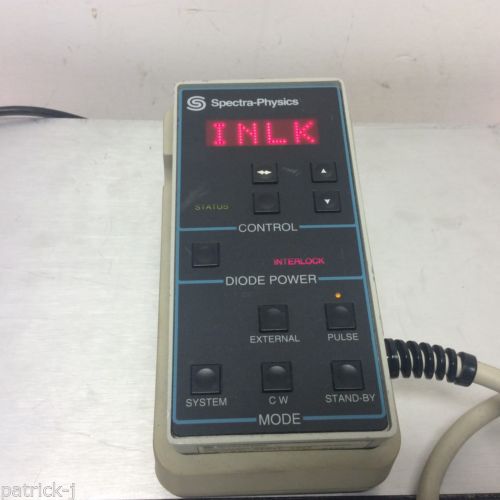 Spectra-Physics
INLK
STATUS
CONTROL
INTERLOCK
DIODE POWER
EXTERNAL PULSE
SYSTEM CW STAND-BY
MODE
patrick-j